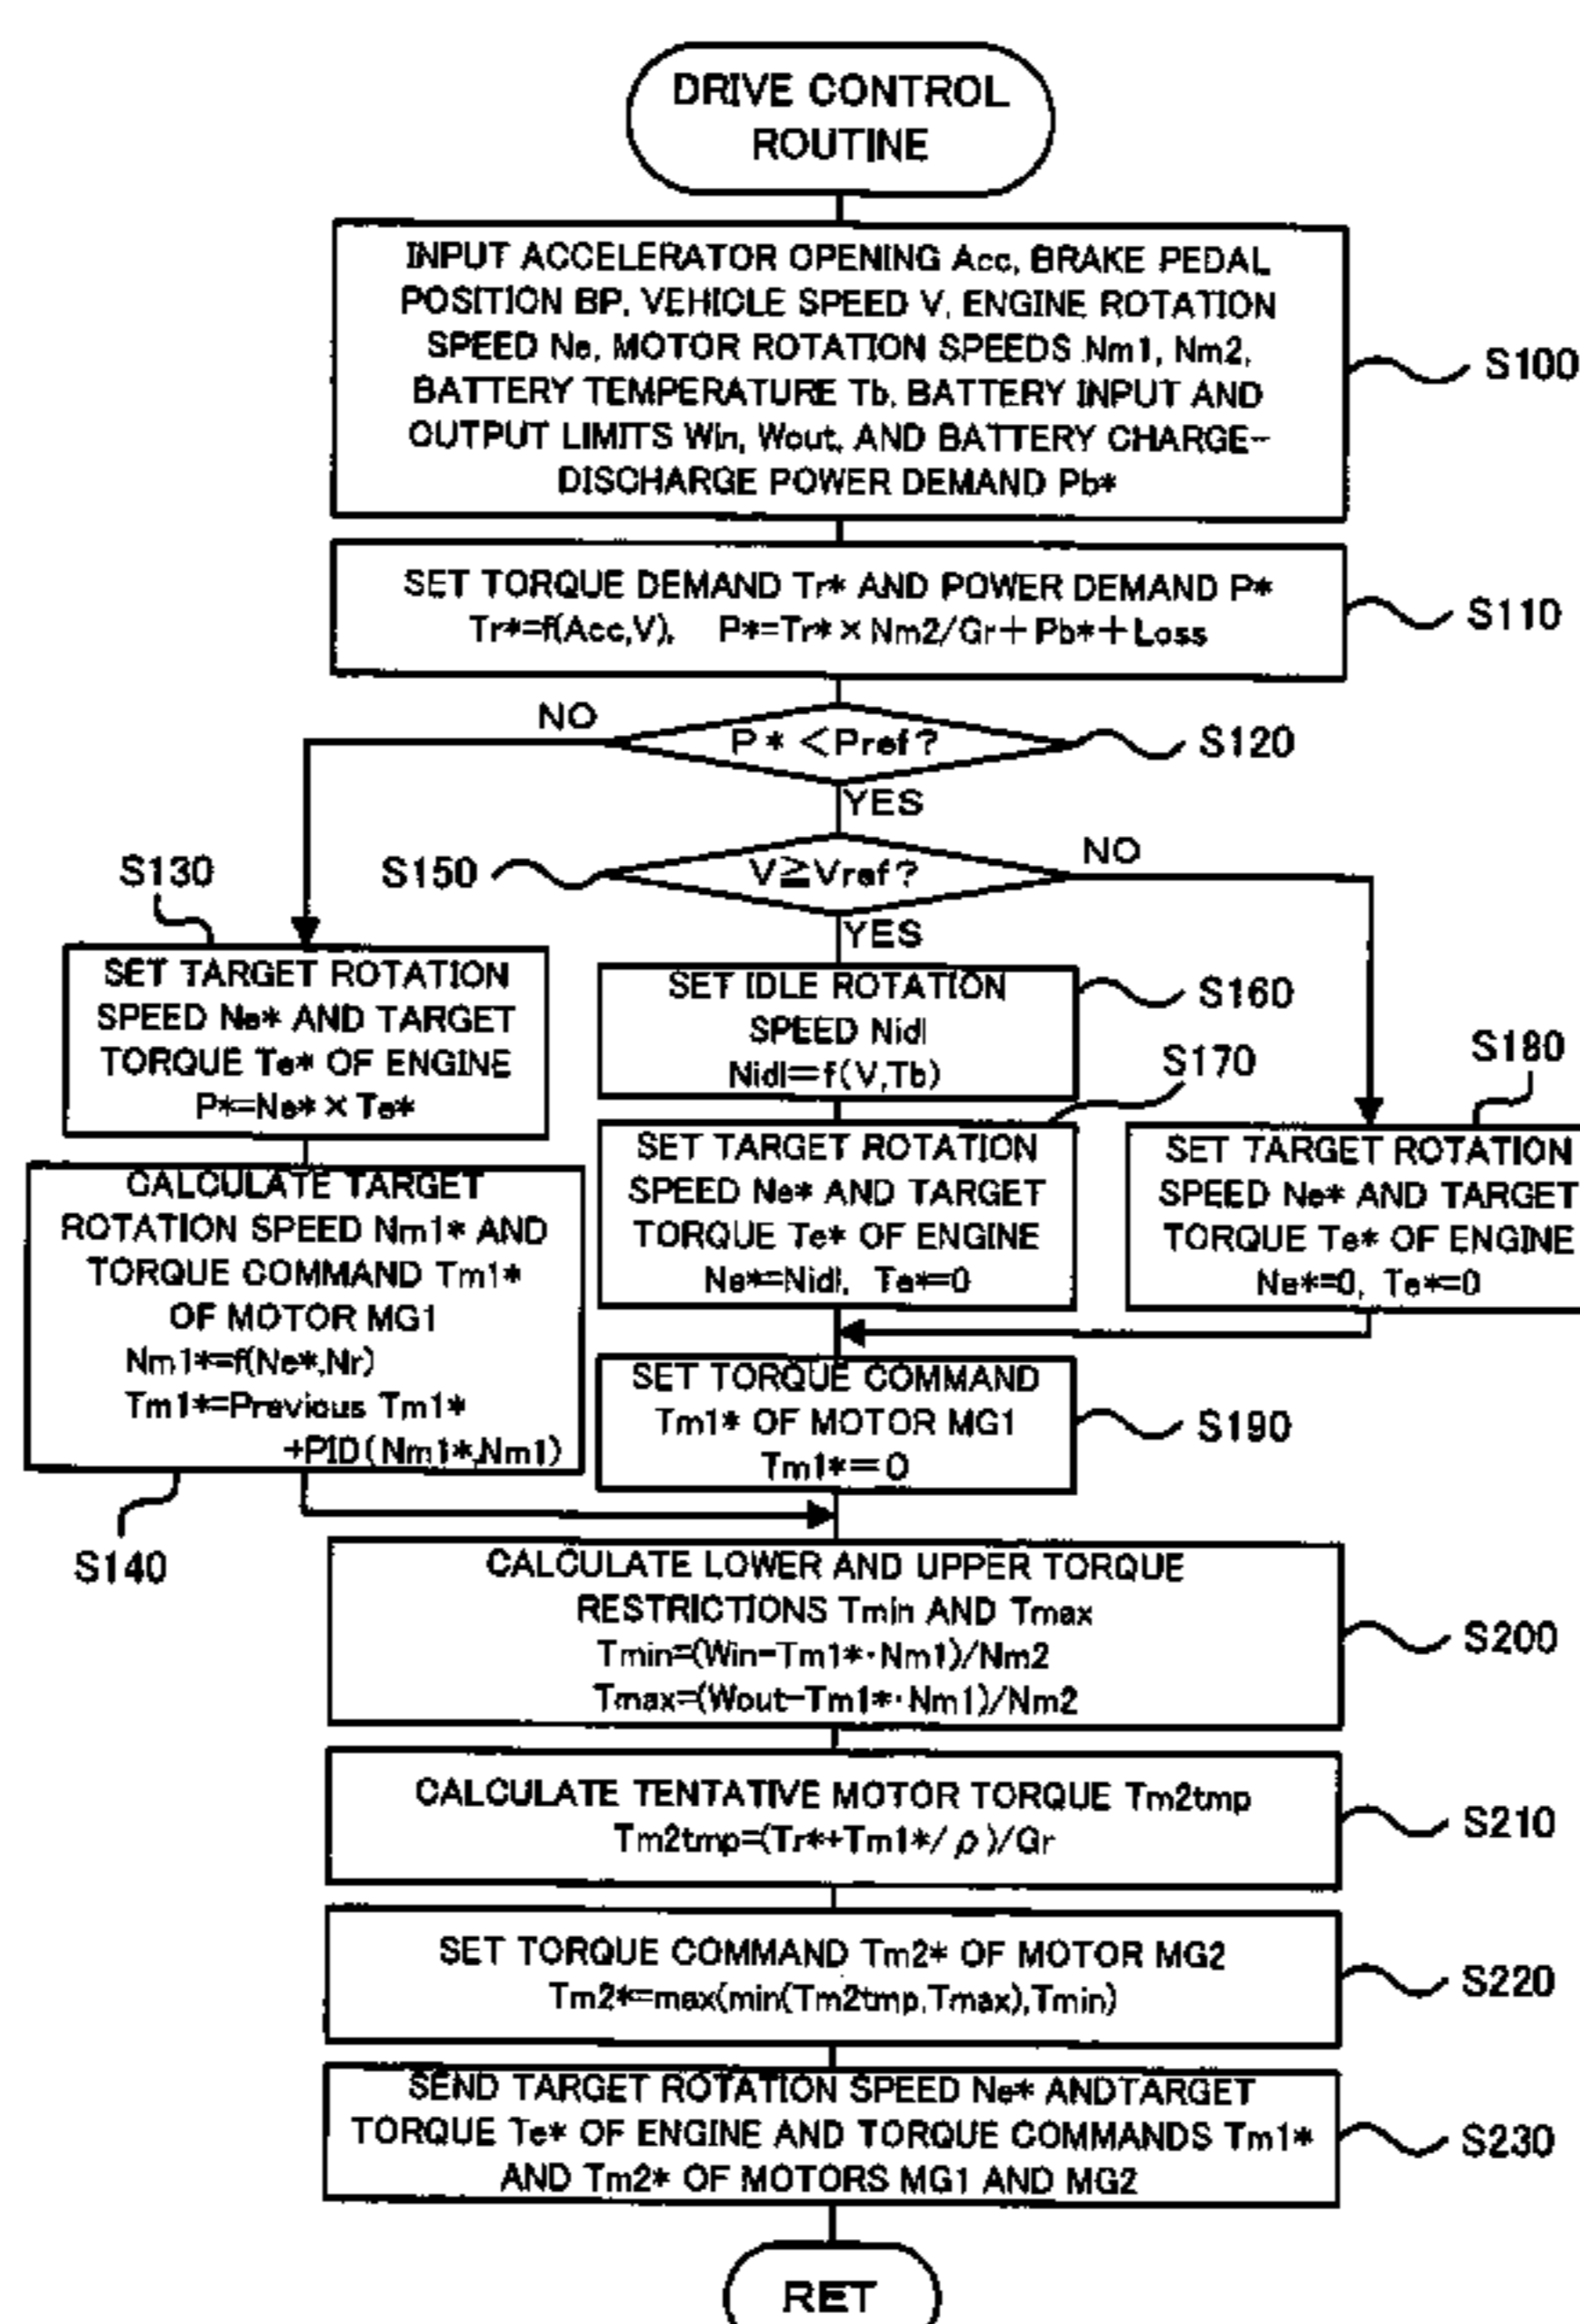 DRIVE CONTROL
ROUTINE
INPUT ACCELERATOR OPENING Acc, BRAKE PEDAL
POSITION BP, VEHICLE SPEED V, ENGINE ROTATION
SPEED Ne, MOTOR ROTATION SPEEDS Nm1, Nm2,
BATTERY TEMPERATURE Tb, BATTERY INPUT AND
OUTPUT LIMITS Win, Wout, AND BATTERY CHARGE-
DISCHARGE POWER DEMAND Pb*
S100
SET TORQUE DEMAND Tr* AND POWER DEMAND P*
Tr*=f(Acc,V), P*=Tr*×Nm2/Gr+Pb*+Loss
S110
NO
P*<Pref?
S120
YES
S150
V≧Vref?
NO
YES
S130
SET TARGET ROTATION
SPEED Ne* AND TARGET
TORQUE Te* OF ENGINE
P*=Ne*×Te*
SET IDLE ROTATION
SPEED Nidl
Nidl=f(V,Tb)
S160
S170
SET TARGET ROTATION
SPEED Ne* AND TARGET
TORQUE Te* OF ENGINE
Ne*=Nidl, Te*=0
S180
SET TARGET ROTATION
SPEED Ne* AND TARGET
TORQUE Te* OF ENGINE
Ne*=0, Te*=0
CALCULATE TARGET
ROTATION SPEED Nm1* AND
TORQUE COMMAND Tm1*
OF MOTOR MG1
Nm1*=f(Ne*,Nr)
Tm1*=Previous Tm1*
+PID(Nm1*,Nm1)
S140
SET TORQUE COMMAND
Tm1* OF MOTOR MG1
Tm1*=0
S190
CALCULATE LOWER AND UPPER TORQUE
RESTRICTIONS Tmin AND Tmax
Tmin=(Win-Tm1*·Nm1)/Nm2
Tmax=(Wout-Tm1*·Nm1)/Nm2
S200
CALCULATE TENTATIVE MOTOR TORQUE Tm2tmp
Tm2tmp=(Tr*+Tm1*/ρ)/Gr
S210
SET TORQUE COMMAND Tm2* OF MOTOR MG2
Tm2*=max(min(Tm2tmp,Tmax),Tmin)
S220
SEND TARGET ROTATION SPEED Ne* ANDTARGET
TORQUE Te* OF ENGINE AND TORQUE COMMANDS Tm1*
AND Tm2* OF MOTORS MG1 AND MG2
S230
RET